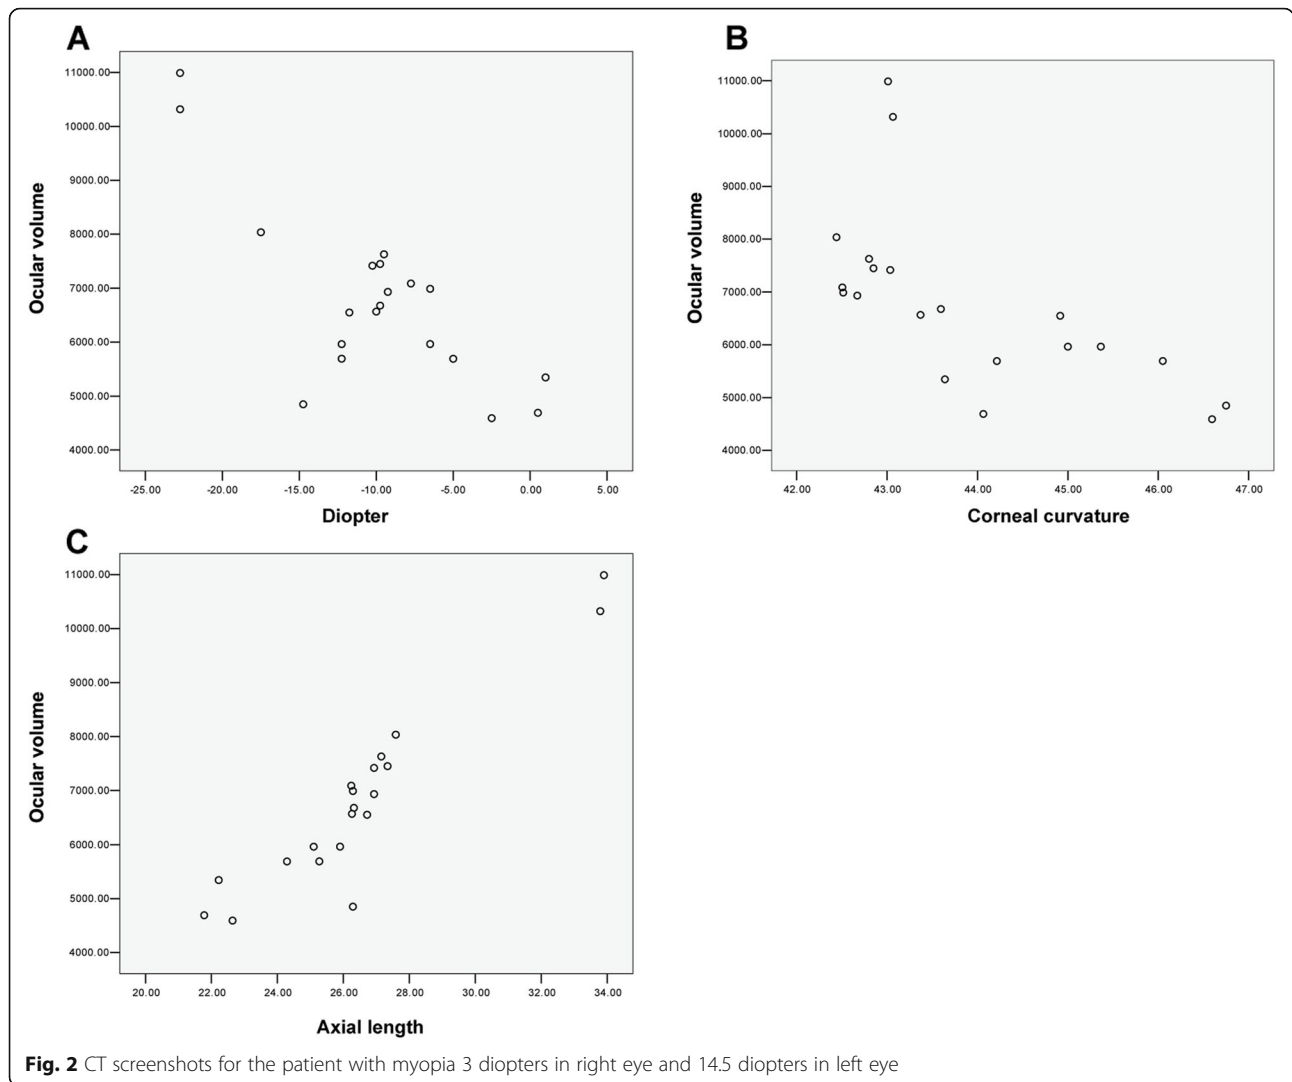 A
11000.00
10000.00
9000.00
8000.00
7000.00
6000.00
5000.00
4000.00
Ocular volume
-25.00 -20.00 -15.00 -10.00 -5.00 0.00 5.00
Diopter
B
11000.00
10000.00
9000.00
8000.00
7000.00
6000.00
5000.00
4000.00
Ocular volume
42.00 43.00 44.00 45.00 46.00 47.00
Corneal curvature
C
11000.00
10000.00
9000.00
8000.00
7000.00
6000.00
5000.00
4000.00
Ocular volume
20.00 22.00 24.00 26.00 28.00 30.00 32.00 34.00
Axial length
Fig. 2 CT screenshots for the patient with myopia 3 diopters in right eye and 14.5 diopters in left eye